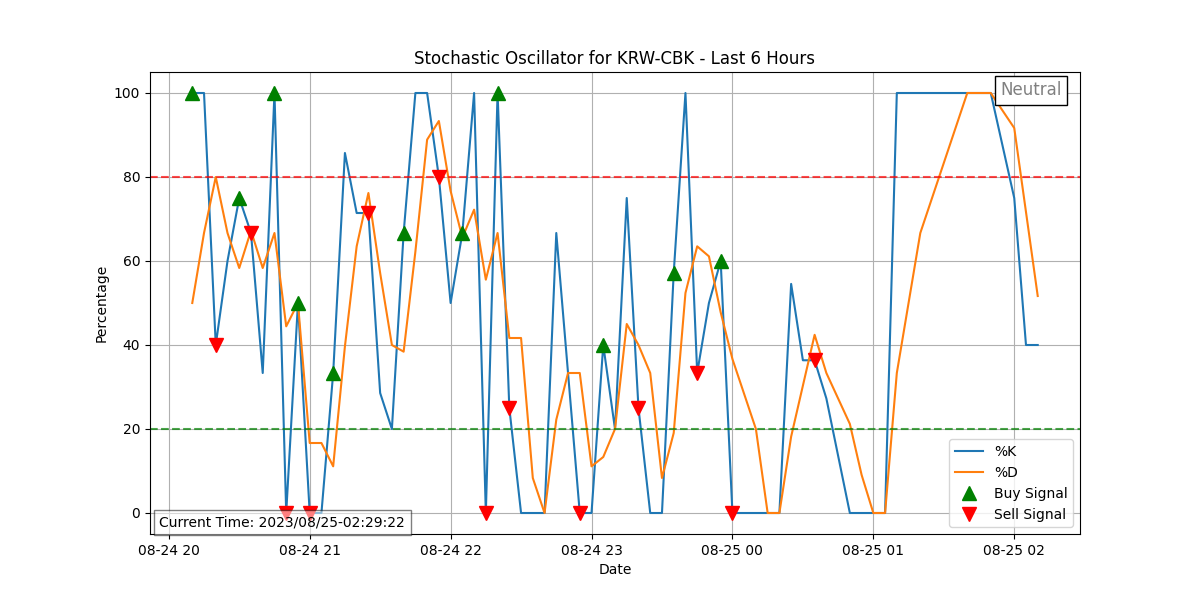 Stochastic Oscillator for KRW-CBK - Last 6 Hours
Neutral
100
80
60
40
20
0
Percentage
%K
%D
Buy Signal
Sell Signal
Current Time: 2023/08/25-02:29:22
08-24 20 08-24 21 08-24 22 08-24 23 08-25 00 08-25 01 08-25 02
Date